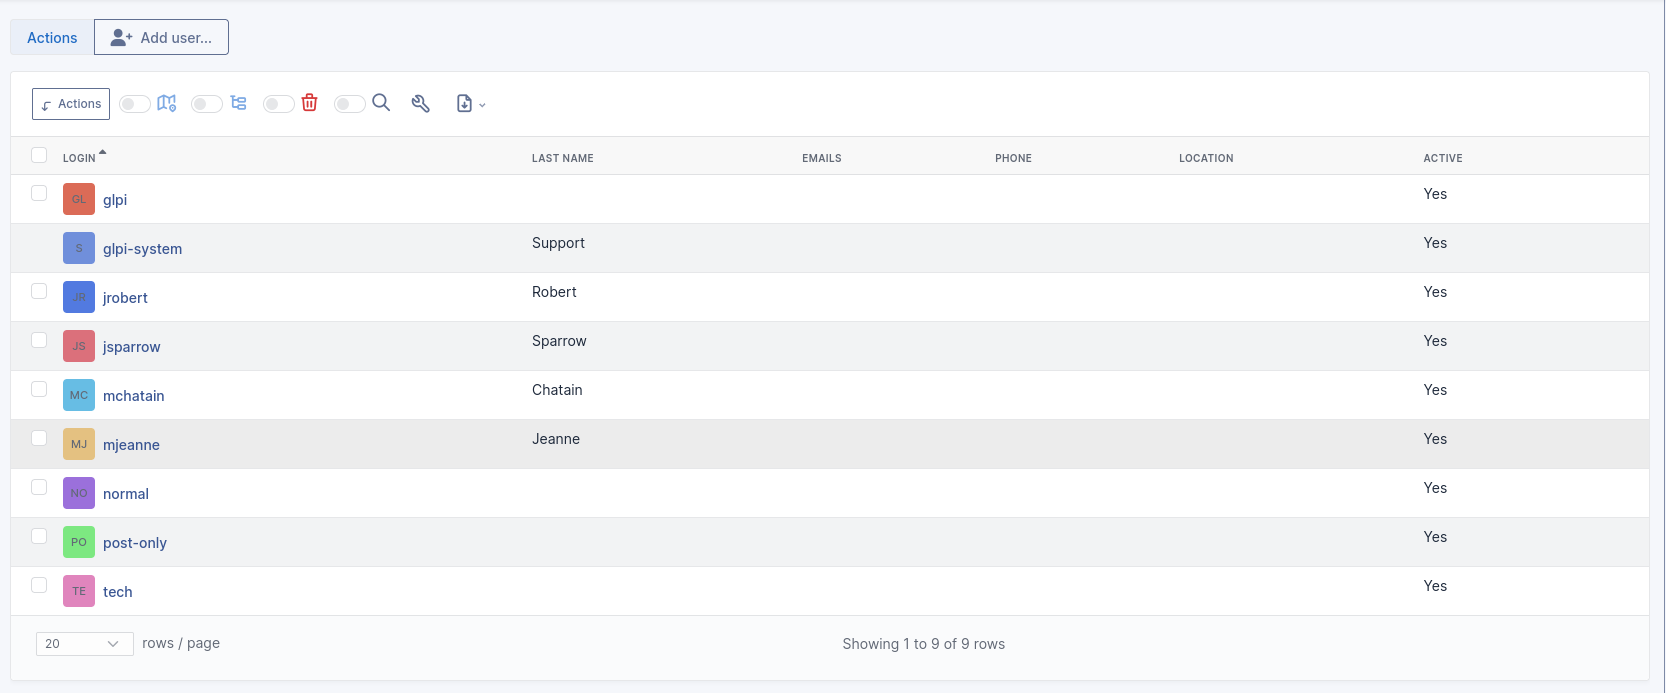 Actions Add user...
Actions
LOGIN LAST NAME EMAILS PHONE LOCATION ACTIVE
GL glpi Yes
S glpi-system Support Yes
JR jrobert Robert Yes
JS jsparrow Sparrow Yes
MC mchatain Chatain Yes
MJ mjeanne Jeanne Yes
NO normal Yes
PO post-only Yes
TE tech Yes
20 rows / page Showing 1 to 9 of 9 rows